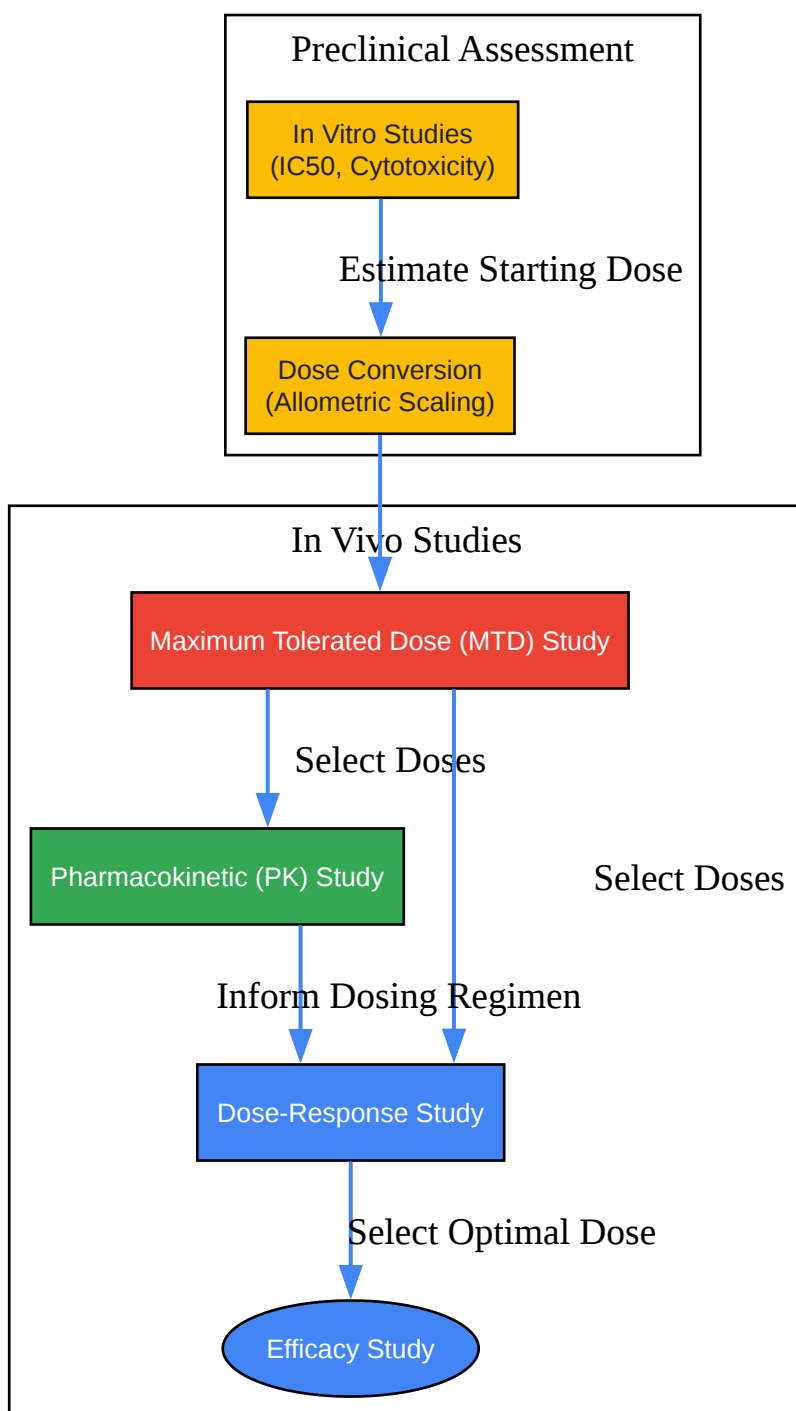 Preclinical Assessment
In Vitro Studies
(IC50, Cytotoxicity)
Estimate Starting Dose
Dose Conversion
(Allometric Scaling)
In Vivo Studies
Maximum Tolerated Dose (MTD) Study
Select Doses
Pharmacokinetic (PK) Study
Select Doses
Inform Dosing Regimen
Dose-Response Study
Select Optimal Dose
Efficacy Study